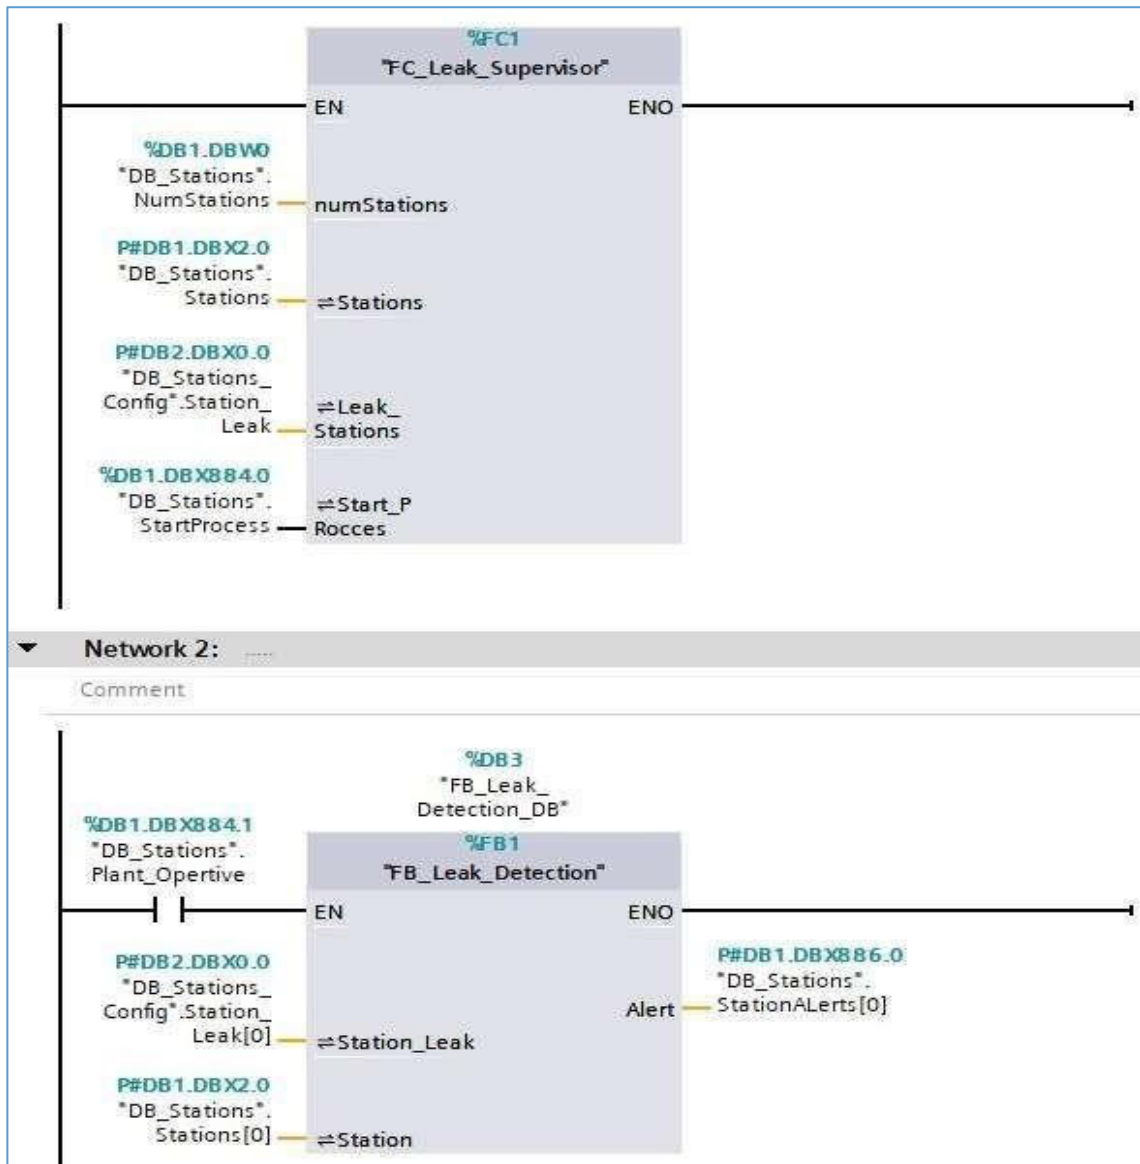 %FC1
"FC_Leak_Supervisor"
EN ENO
%DB1.DBW0
"DB_Stations".
NumStations numStations
P#DB1.DBX2.0
"DB_Stations".
Stations ⇌Stations
P#DB2.DBX0.0
"DB_Stations_
Config".Station_ ⇌Leak_
Leak Stations
%DB1.DBX884.0
"DB_Stations". ⇌Start_P
StartProcess Rocces
Network 2: .....
Comment
%DB3
"FB_Leak_
Detection_DB"
%DB1.DBX884.1
"DB_Stations".
Plant_Opertive
%FB1
"FB_Leak_Detection"
EN ENO
P#DB2.DBX0.0
"DB_Stations_
Config".Station_
Leak[0] ⇌Station_Leak
P#DB1.DBX886.0
"DB_Stations".
Alert StationALerts[0]
P#DB1.DBX2.0
"DB_Stations".
Stations[0] ⇌Station